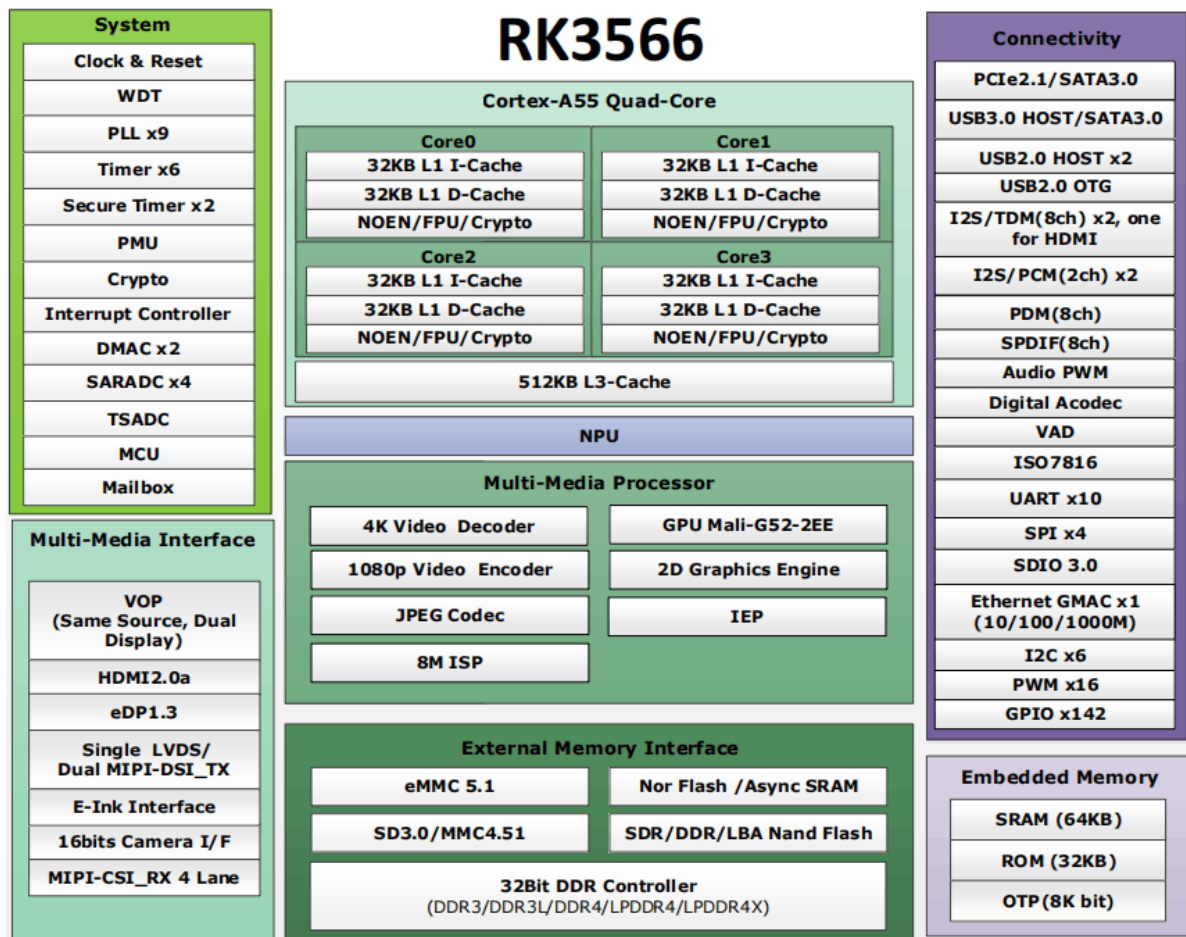 RK3566
System
Clock & Reset
WDT
PLL x9
Timer x6
Secure Timer x2
PMU
Crypto
Interrupt Controller
DMAC x2
SARADC x4
TSADC
MCU
Mailbox
Multi-Media Interface
VOP
(Same Source, Dual
Display)
HDMI2.0a
eDP1.3
Single LVDS/
Dual MIPI-DSI_TX
E-Ink Interface
16bits Camera I/F
MIPI-CSI_RX 4 Lane
Cortex-A55 Quad-Core
Core0
32KB L1 I-Cache
32KB L1 D-Cache
NOEN/FPU/Crypto
Core1
32KB L1 I-Cache
32KB L1 D-Cache
NOEN/FPU/Crypto
Core2
32KB L1 I-Cache
32KB L1 D-Cache
NOEN/FPU/Crypto
Core3
32KB L1 I-Cache
32KB L1 D-Cache
NOEN/FPU/Crypto
512KB L3-Cache
NPU
Multi-Media Processor
4K Video Decoder
1080p Video Encoder
JPEG Codec
8M ISP
GPU Mali-G52-2EE
2D Graphics Engine
IEP
External Memory Interface
eMMC 5.1
Nor Flash /Async SRAM
SD3.0/MMC4.51
SDR/DDR/LBA Nand Flash
32Bit DDR Controller
(DDR3/DDR3L/DDR4/LPDDR4/LPDDR4X)
Connectivity
PCIe2.1/SATA3.0
USB3.0 HOST/SATA3.0
USB2.0 HOST x2
USB2.0 OTG
I2S/TDM(8ch) x2, one
for HDMI
I2S/PCM(2ch) x2
PDM(8ch)
SPDIF(8ch)
Audio PWM
Digital Acodec
VAD
ISO7816
UART x10
SPI x4
SDIO 3.0
Ethernet GMAC x1
(10/100/1000M)
I2C x6
PWM x16
GPIO x142
Embedded Memory
SRAM (64KB)
ROM (32KB)
OTP(8K bit)